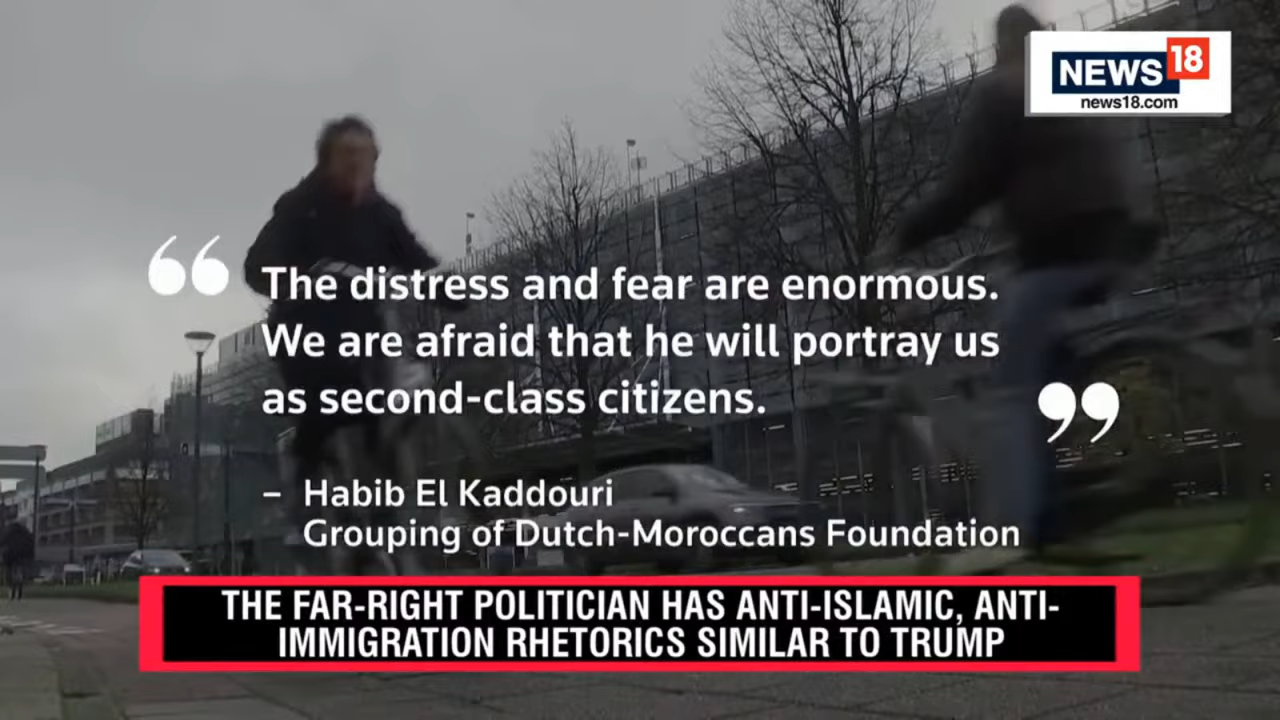 NEWS 18
news18.com
“The distress and fear are enormous.
We are afraid that he will portray us
as second-class citizens.”
– Habib El Kaddouri
Grouping of Dutch-Moroccans Foundation
THE FAR-RIGHT POLITICIAN HAS ANTI-ISLAMIC, ANTI-
IMMIGRATION RHETORICS SIMILAR TO TRUMP